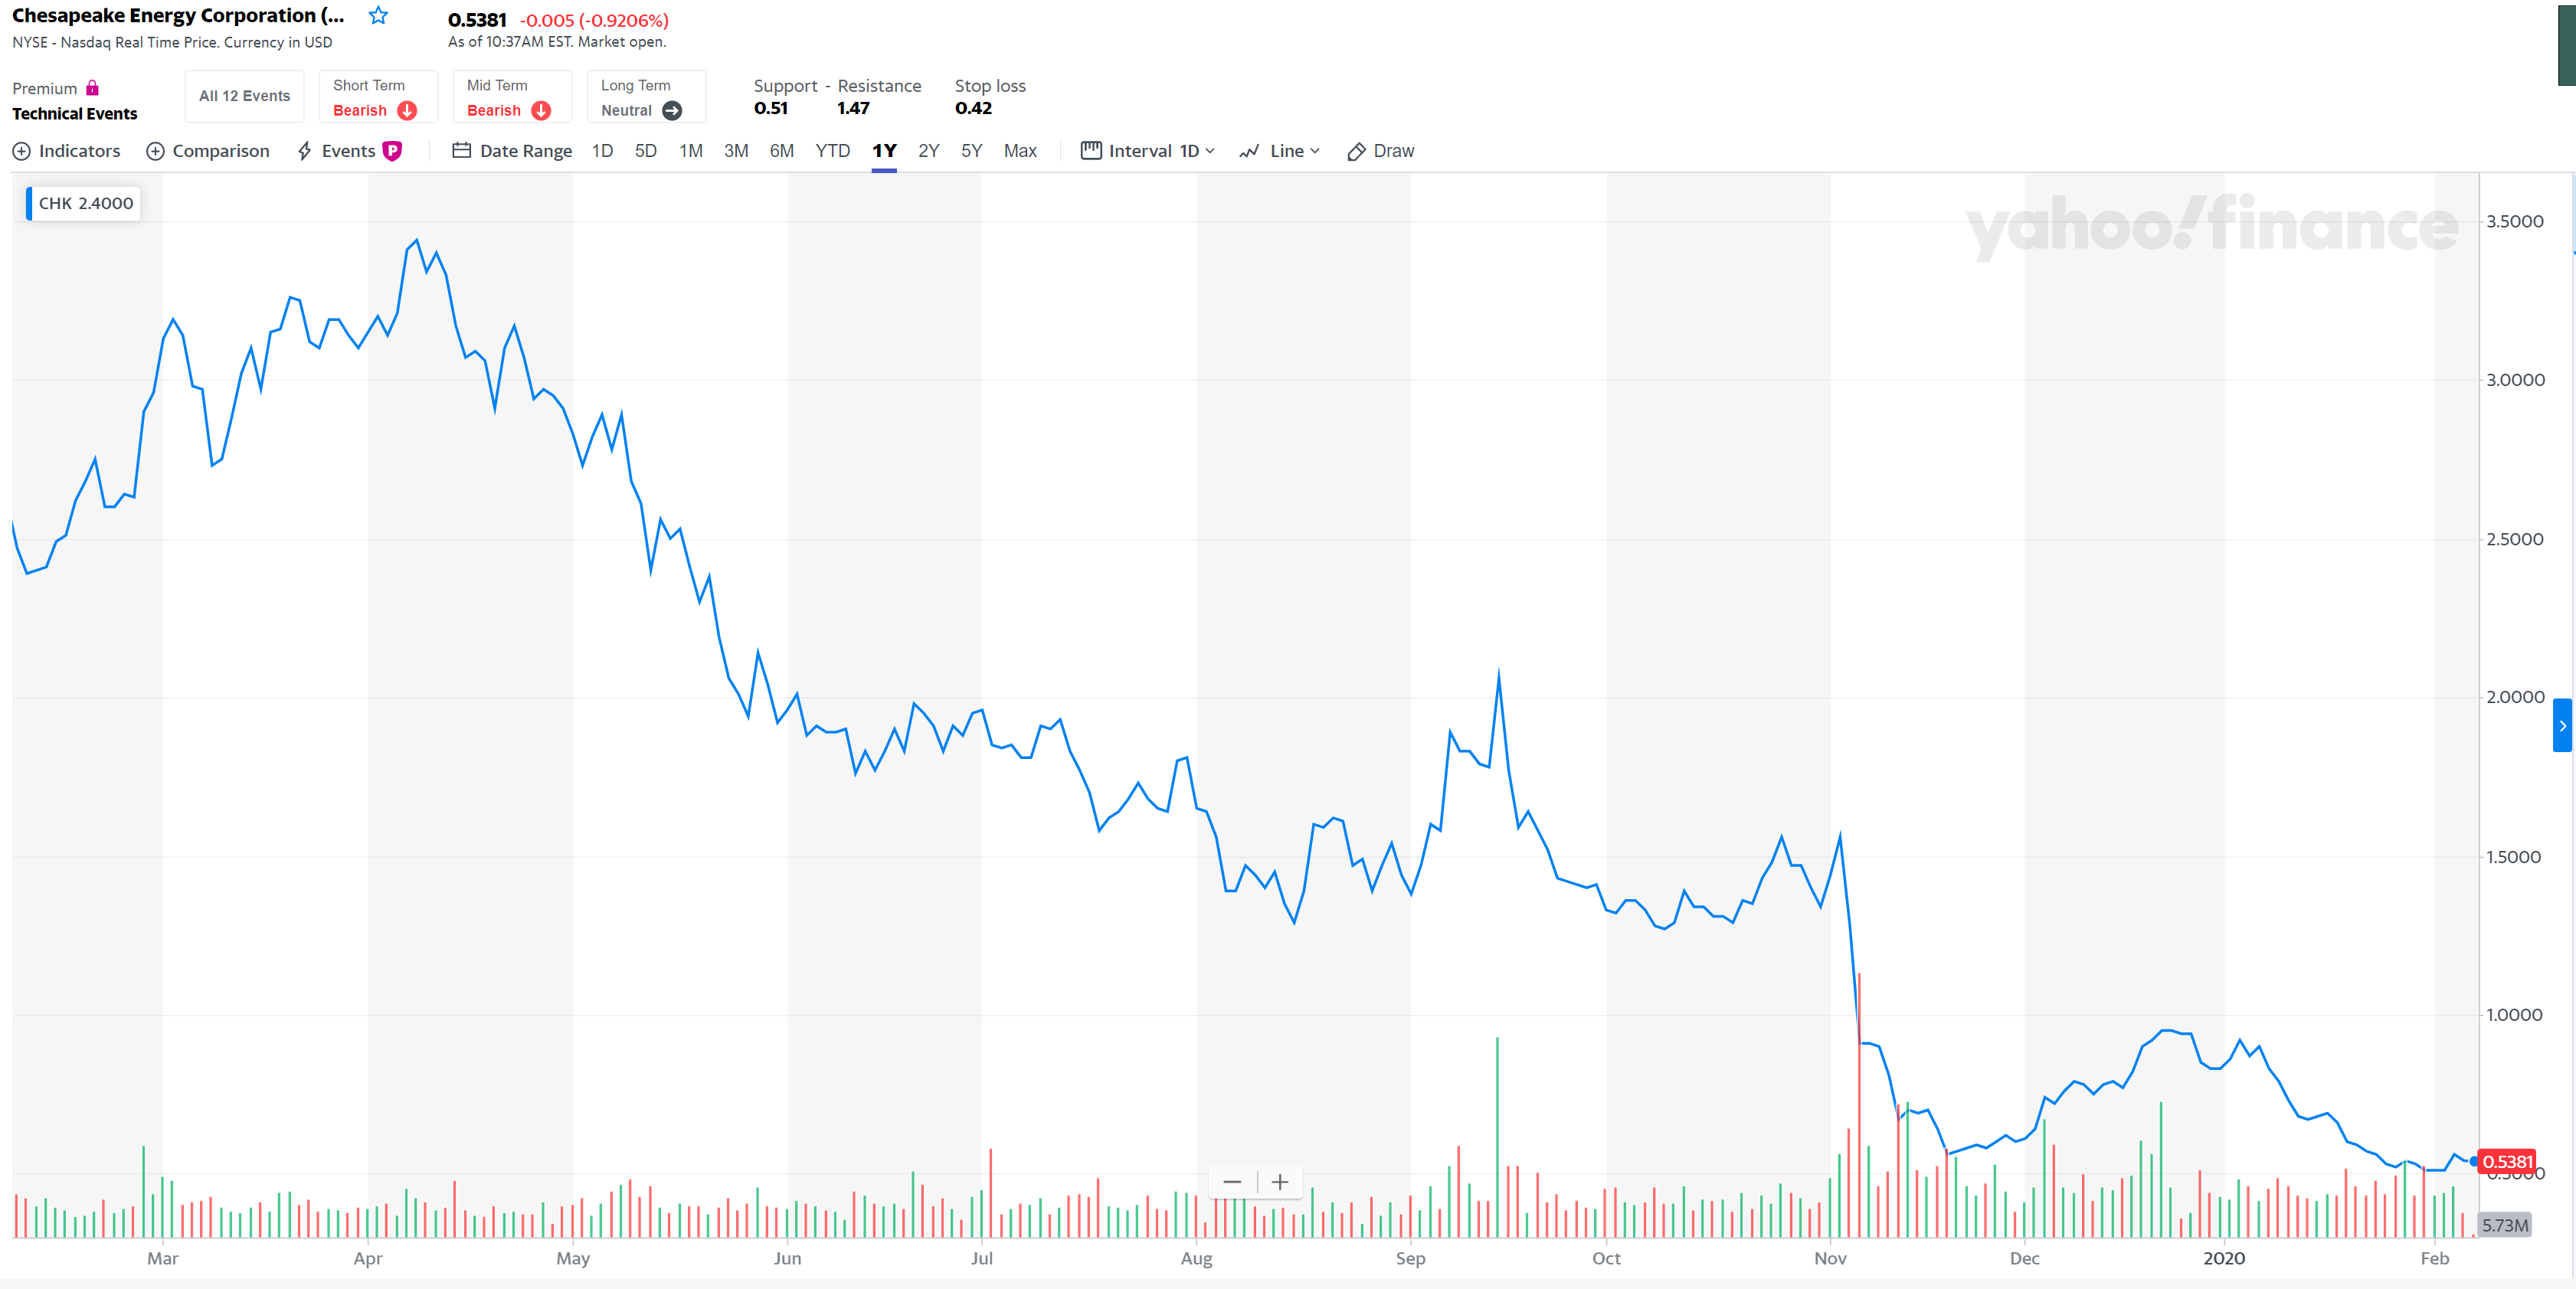 Chesapeake Energy Corporation (...
0.5381 -0.005 (-0.9206%)
NYSE - Nasdaq Real Time Price. Currency in USD
As of 10:37AM EST. Market open.
Premium
Technical Events
All 12 Events
Short Term
Bearish
Mid Term
Bearish
Long Term
Neutral
Support - Resistance
0.51 1.47
Stop loss
0.42
Indicators Comparison Events P Date Range 1D 5D 1M 3M 6M YTD 1Y 2Y 5Y Max Interval 1D Line Draw
CHK 2.4000
yahoo!finance
3.5000
3.0000
2.5000
2.0000
1.5000
1.0000
0.5381
0.5000
5.73M
Mar Apr May Jun Jul Aug Sep Oct Nov Dec 2020 Feb